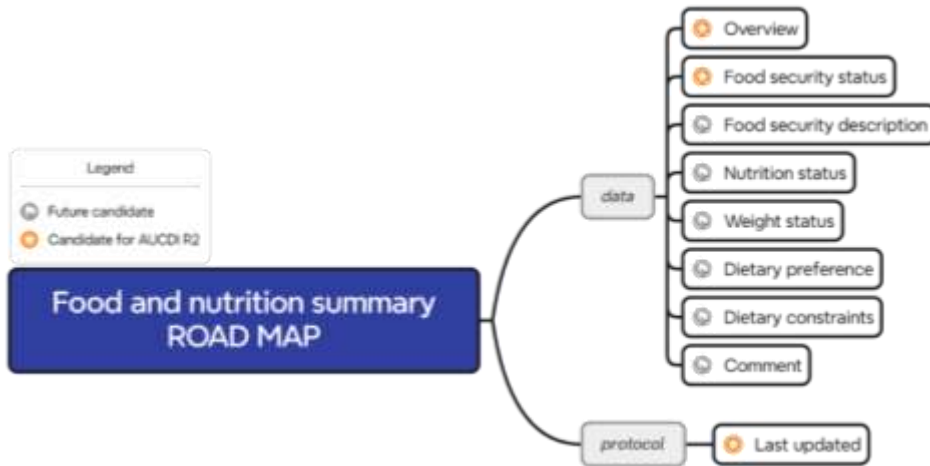 Legend
Future candidate
Candidate for AUCDI R2
Food and nutrition summary
ROAD MAP
data
Overview
Food security status
Food security description
Nutrition status
Weight status
Dietary preference
Dietary constraints
Comment
protocol
Last updated